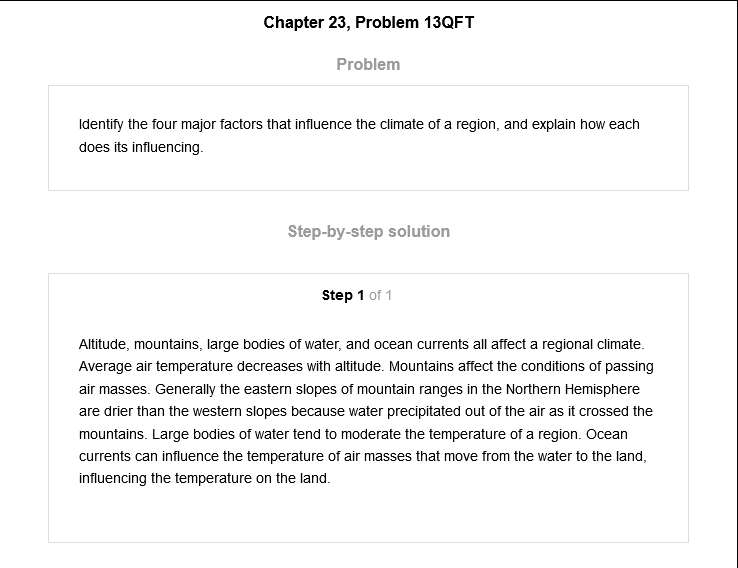 Chapter 23, Problem 13QFT
Problem
Identify the four major factors that influence the climate of a region, and explain how each
does its influencing.
Step-by-step solution
Step 1 of 1
Altitude, mountains, large bodies of water, and ocean currents all affect a regional climate.
Average air temperature decreases with altitude. Mountains affect the conditions of passing
air masses. Generally the eastern slopes of mountain ranges in the Northern Hemisphere
are drier than the western slopes because water precipitated out of the air as it crossed the
mountains. Large bodies of water tend to moderate the temperature of a region. Ocean
currents can influence the temperature of air masses that move from the water to the land,
influencing the temperature on the land.